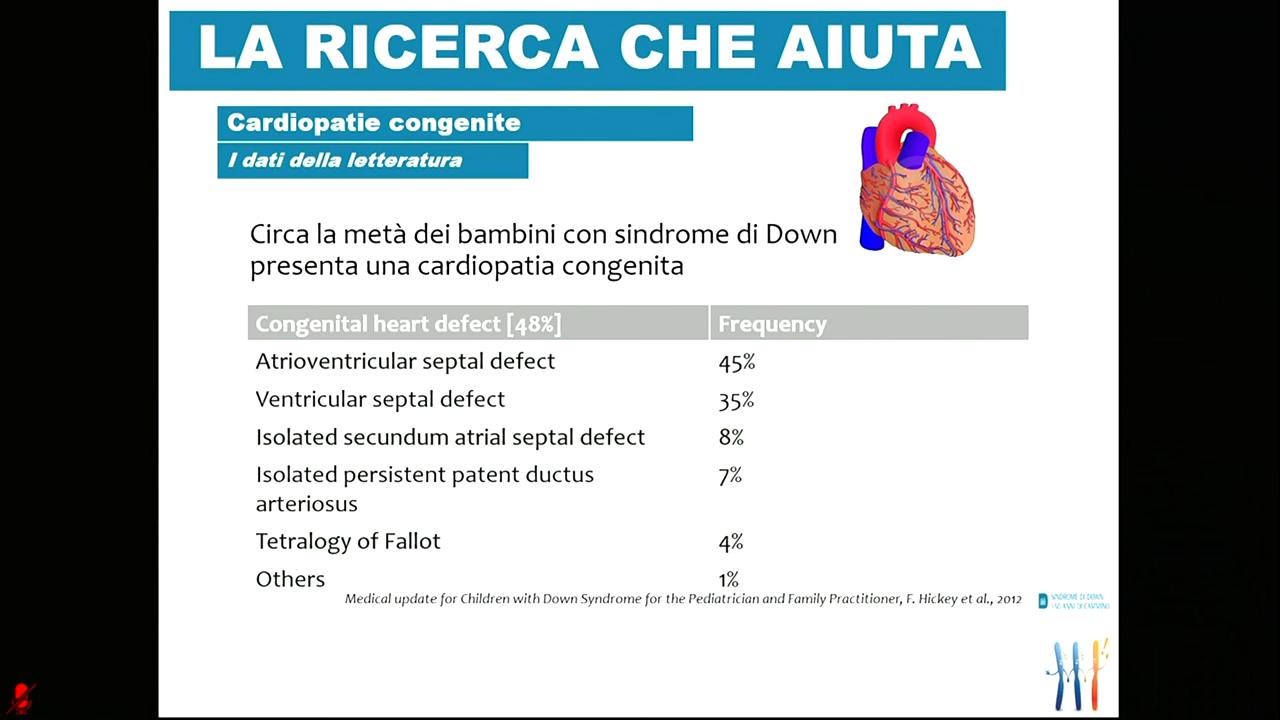 LA RICERCA CHE AIUTA
Cardiopatie congenite
I dati della letteratura
Circa la metà dei bambini con sindrome di Down
presenta una cardiopatia congenita
Congenital heart defect [48%] Frequency
Atrioventricular septal defect 45%
Ventricular septal defect 35%
Isolated secundum atrial septal defect 8%
Isolated persistent patent ductus 7%
arteriosus
Tetralogy of Fallot 4%
Others 1%
Medical update for Children with Down Syndrome for the Pediatrician and Family Practitioner, F. Hickey et al., 2012
SINDROME DI DOWN